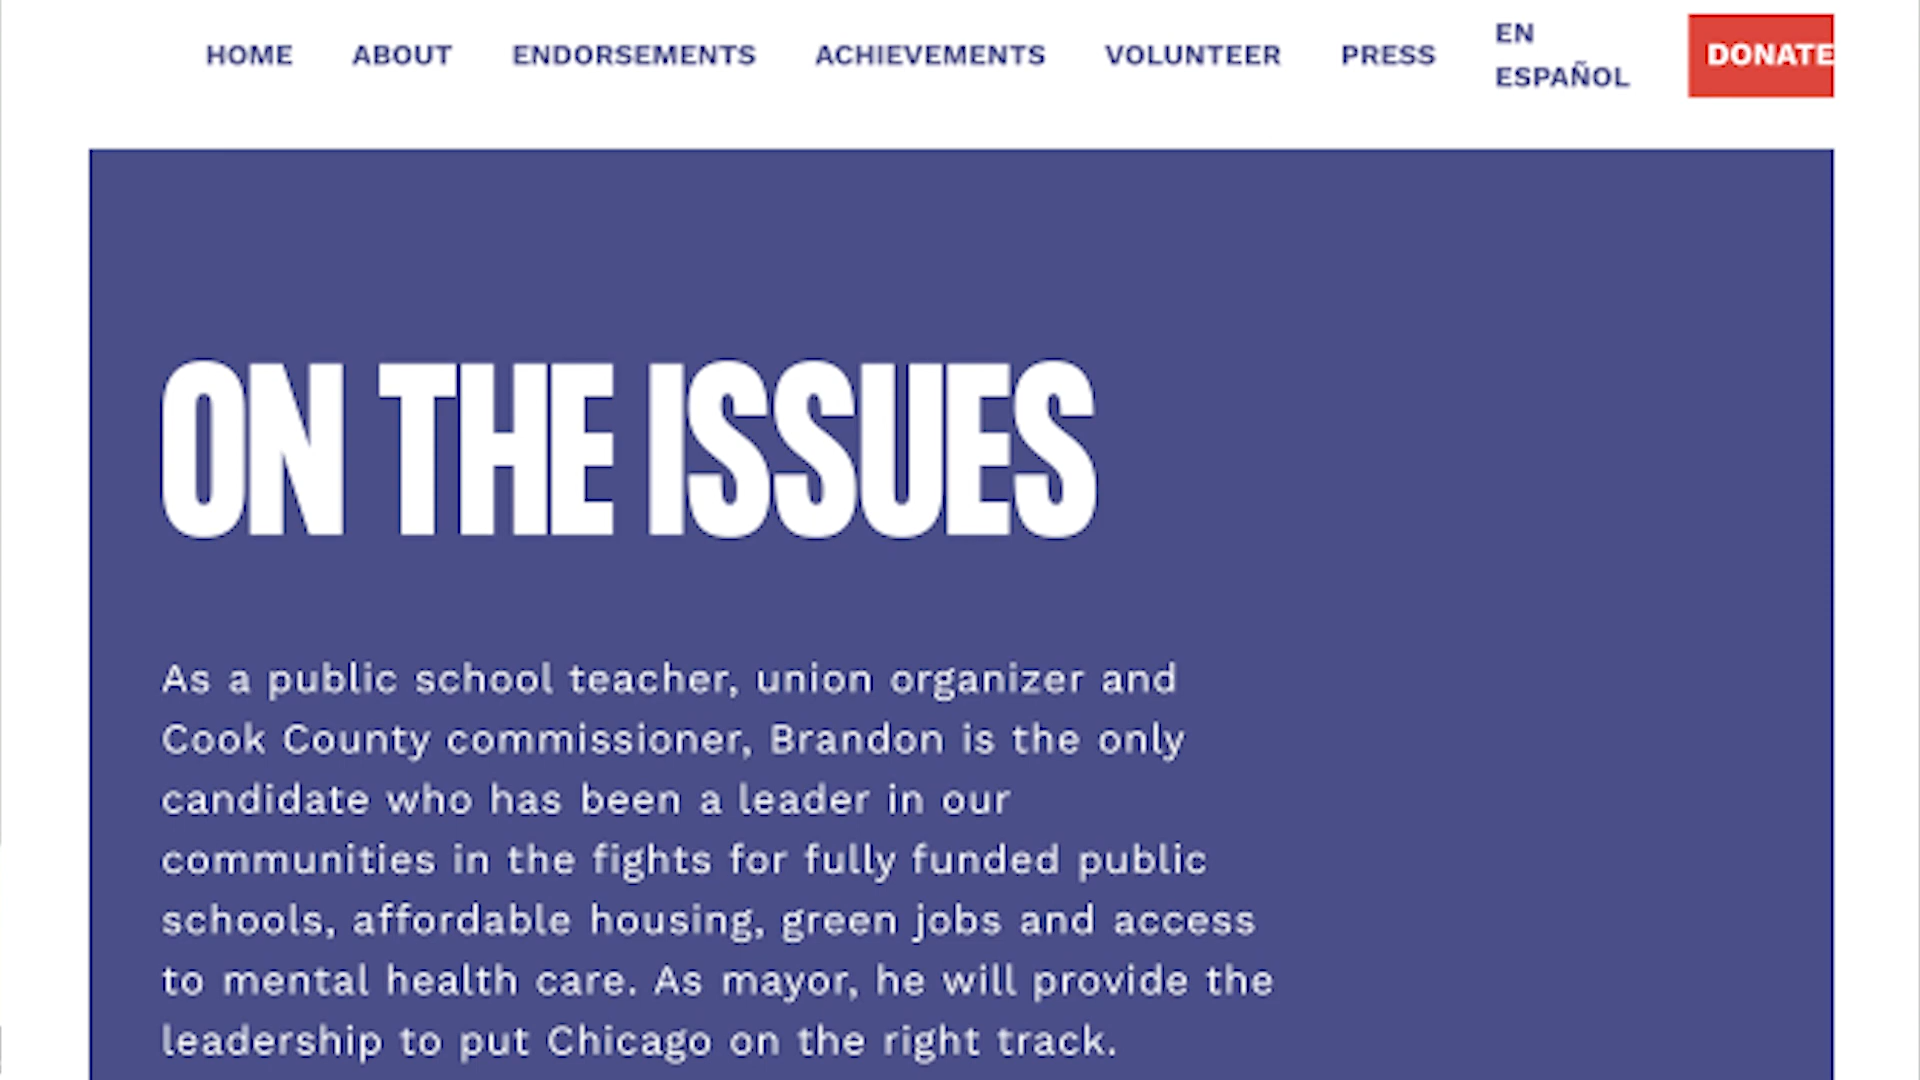 HOME ABOUT ENDORSEMENTS ACHIEVEMENTS VOLUNTEER PRESS EN ESPAÑOL DONATE
ON THE ISSUES
As a public school teacher, union organizer and
Cook County commissioner, Brandon is the only
candidate who has been a leader in our
communities in the fights for fully funded public
schools, affordable housing, green jobs and access
to mental health care. As mayor, he will provide the
leadership to put Chicago on the right track.